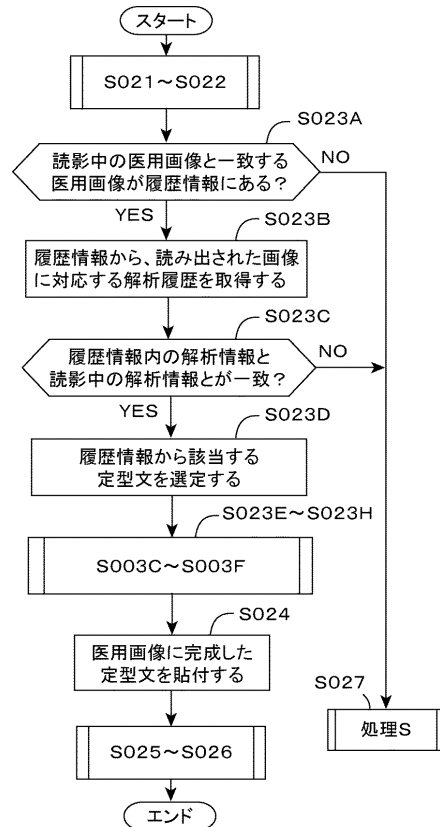 スタート
S021～S022
S023A
読影中の医用画像と一致する
医用画像が履歴情報にある?
NO
YES
S023B
履歴情報から、読み出された画像
に対応する解析履歴を取得する
S023C
履歴情報内の解析情報と
読影中の解析情報とが一致?
NO
YES
S023D
履歴情報から該当する
定型文を選定する
S023E～S023H
S003C～S003F
S024
医用画像に完成した
定型文を貼付する
S027
処理S
S025～S026
エンド